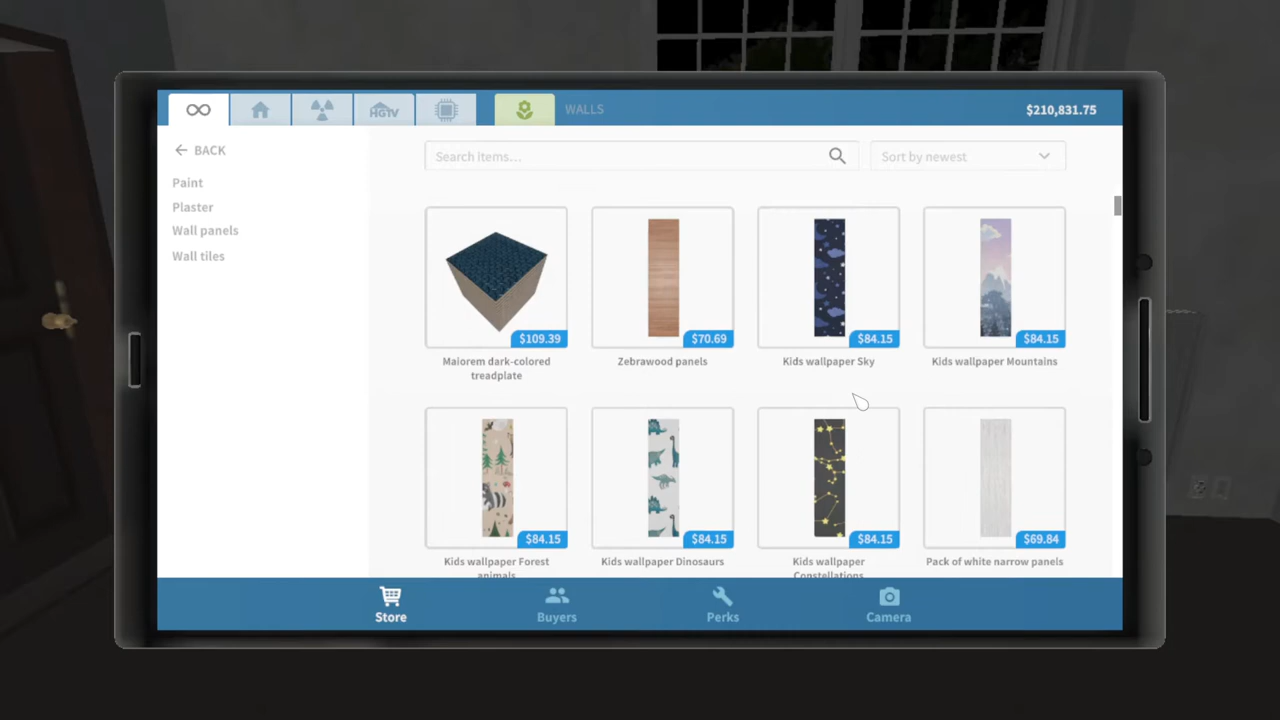 HGTV
WALLS
$210,831.75
BACK
Paint
Plaster
Wall panels
Wall tiles
Search items...
Sort by newest
$109.39
$70.69
$84.15
$84.15
Maiorem dark-colored
treadplate
Zebrawood panels
Kids wallpaper Sky
Kids wallpaper Mountains
$84.15
$84.15
$84.15
$69.84
Kids wallpaper Forest
animals
Kids wallpaper Dinosaurs
Kids wallpaper
Constellations
Pack of white narrow panels
Store
Buyers
Perks
Camera